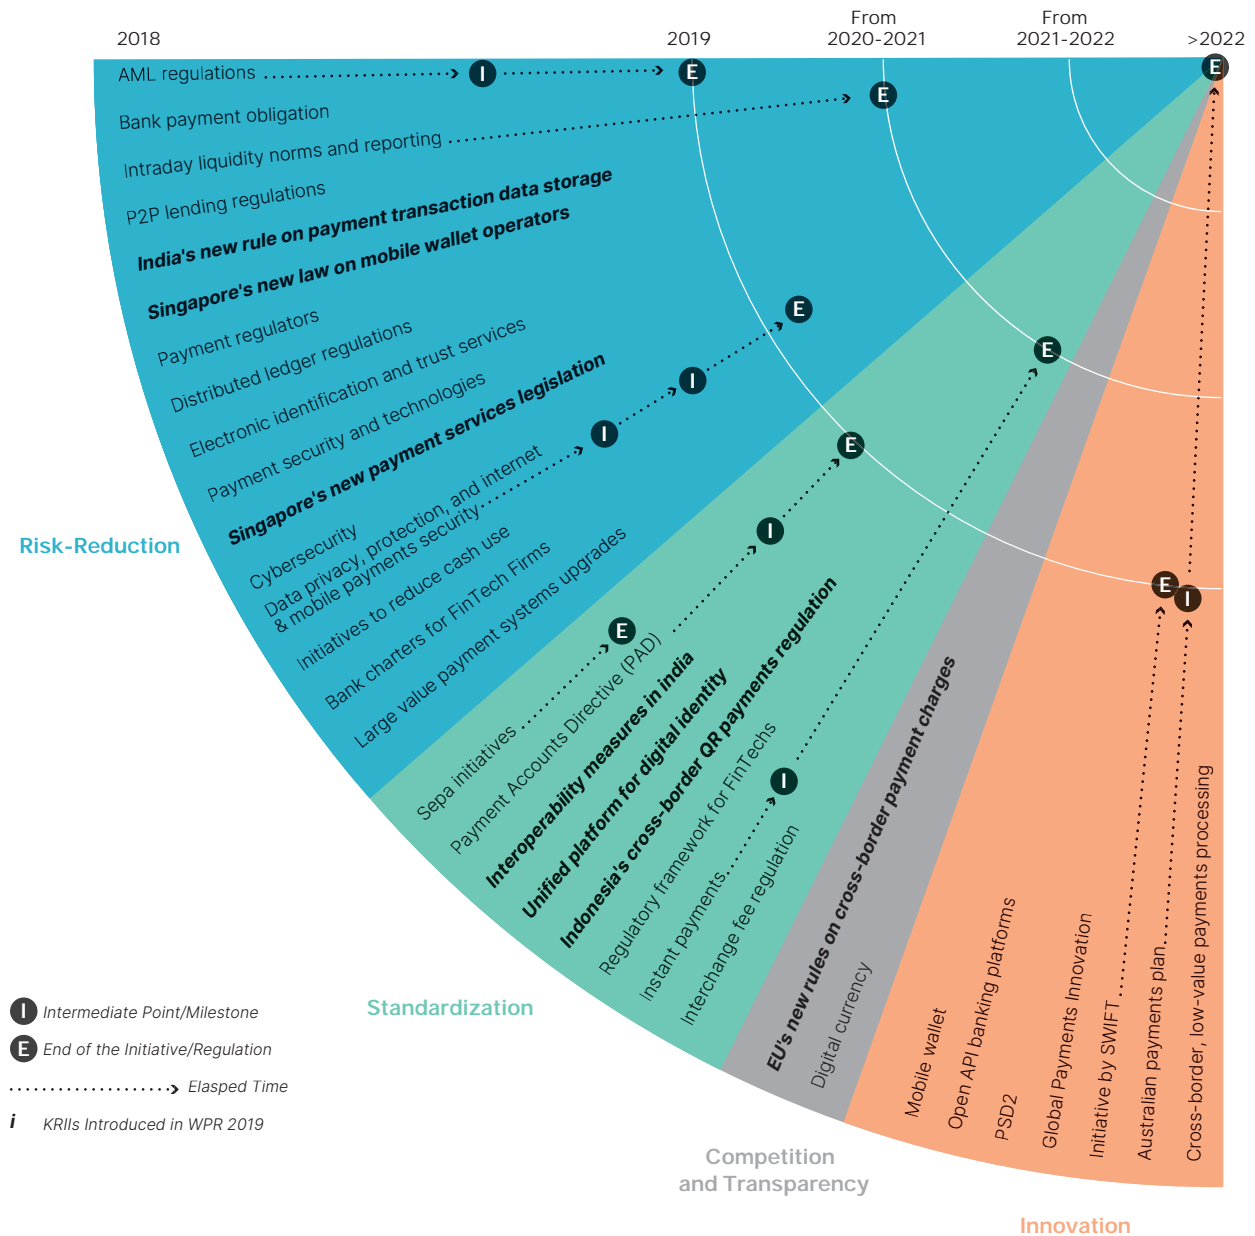 2018
2019
From
2020-2021
From
2021-2022
>2022
AML regulations
I
E
E
Bank payment obligation
Intraday liquidity norms and reporting
E
P2P lending regulations
India's new rule on payment transaction data storage
Singapore's new law on mobile wallet operators
Payment regulators
Distributed ledger regulations
Electronic identification and trust services
Payment security and technologies
Singapore's new payment services legislation
Cybersecurity
Data privacy, protection, and internet
& mobile payments security
I
I
E
Initiatives to reduce cash use
Bank charters for FinTech Firms
Large value payment systems upgrades
Risk-Reduction
Sepa initiatives
E
Payment Accounts Directive (PAD)
I
E
Interoperability measures in india
Unified platform for digital identity
Indonesia's cross-border QR payments regulation
Regulatory framework for FinTechs
Instant payments
I
E
Interchange fee regulation
Standardization
EU's new rules on cross-border payment charges
Digital currency
Competition
and Transparency
Mobile wallet
Open API banking platforms
PSD2
Global Payments Innovation
Initiative by SWIFT
E
Australian payments plan
I
Cross-border, low-value payments processing
Innovation
I Intermediate Point/Milestone
E End of the Initiative/Regulation
Elasped Time
i KRIIs Introduced in WPR 2019